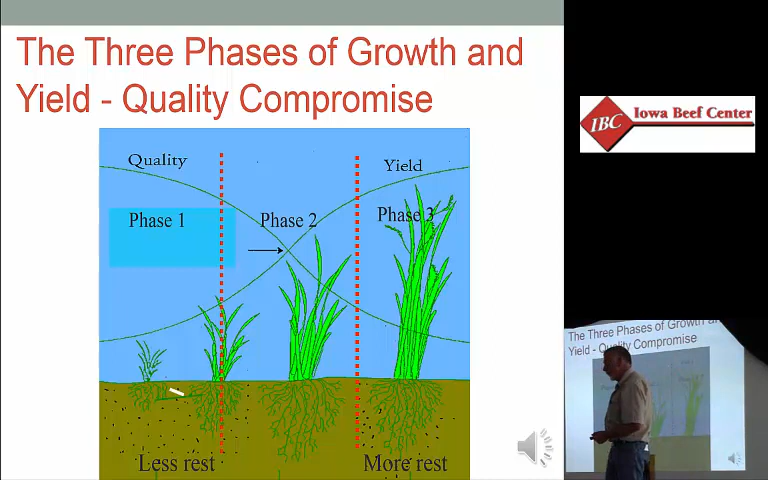 The Three Phases of Growth and
Yield - Quality Compromise
Quality
Yield
Phase 1
Phase 2
Phase 3
Less rest
More rest
IBC
Iowa Beef Center
The Three Phases of Growth
Yield - Quality Compromise